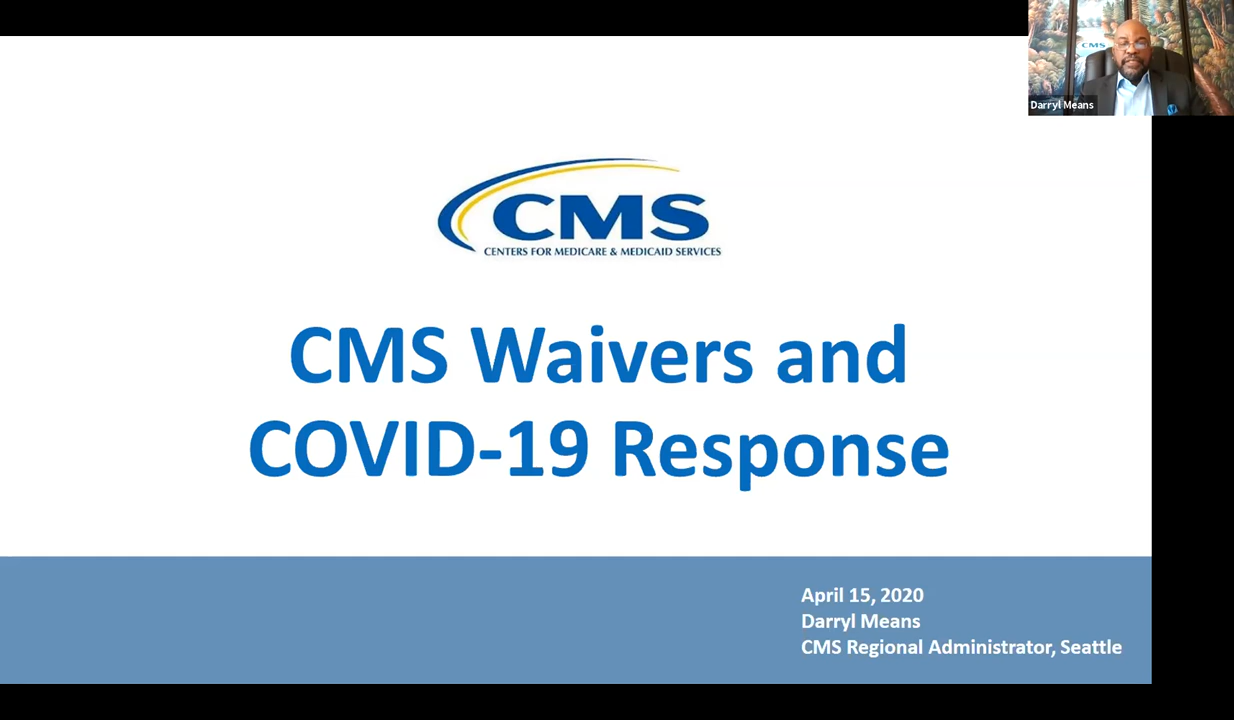 CMS
Darryl Means
CMS
CENTERS FOR MEDICARE & MEDICAID SERVICES
CMS Waivers and
COVID-19 Response
April 15, 2020
Darryl Means
CMS Regional Administrator, Seattle